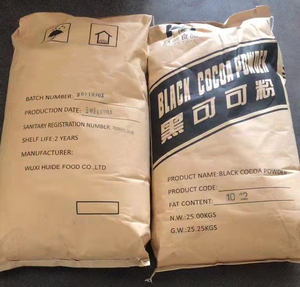 BATCH NUMBER:
PRODUCTION DATE:
SANITARY REGISTRATION NUMBER:
SHELF LIFE:2 YEARS
MANUFACTURER:
WUXI HUIDE FOOD CO.,LTD
BLACK COCOA POWDER
黑可可粉
PRODUCT NAME:BLACK COCOA POWDER
PRODUCT CODE:
FAT CONTENT:
N.W.:25.00KGS
G.W.:25.25KGS